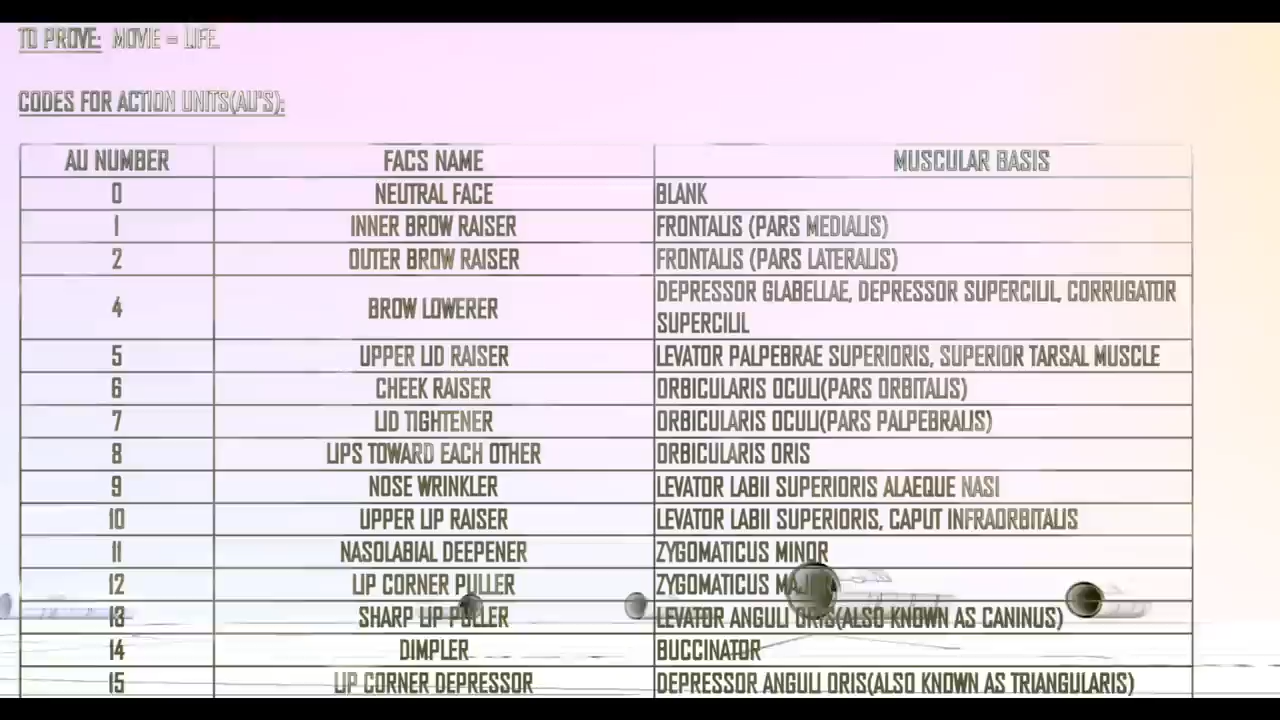 TO PROVE: MOVIE = LIFE.
CODES FOR ACTION UNITS(AU'S):
AU NUMBER FACS NAME MUSCULAR BASIS
0 NEUTRAL FACE BLANK
1 INNER BROW RAISER FRONTALIS (PARS MEDIALIS)
2 OUTER BROW RAISER FRONTALIS (PARS LATERALIS)
4 BROW LOWERER DEPRESSOR GLABELLAE, DEPRESSOR SUPERCILII, CORRUGATOR
SUPERCILII
5 UPPER LID RAISER LEVATOR PALPEBRAE SUPERIORIS, SUPERIOR TARSAL MUSCLE
6 CHEEK RAISER ORBICULARIS OCULI(PARS ORBITALIS)
7 LID TIGHTENER ORBICULARIS OCULI(PARS PALPEBRALIS)
8 LIPS TOWARD EACH OTHER ORBICULARIS ORIS
9 NOSE WRINKLER LEVATOR LABII SUPERIORIS ALAEQUE NASI
10 UPPER LIP RAISER LEVATOR LABII SUPERIORIS, CAPUT INFRAORBITALIS
11 NASOLABIAL DEEPENER ZYGOMATICUS MINOR
12 LIP CORNER PULLER ZYGOMATICUS MAJOR
13 SHARP LIP PULLER LEVATOR ANGULI ORIS(ALSO KNOWN AS CANINUS)
14 DIMPLER BUCCINATOR
15 LIP CORNER DEPRESSOR DEPRESSOR ANGULI ORIS(ALSO KNOWN AS TRIANGULARIS)